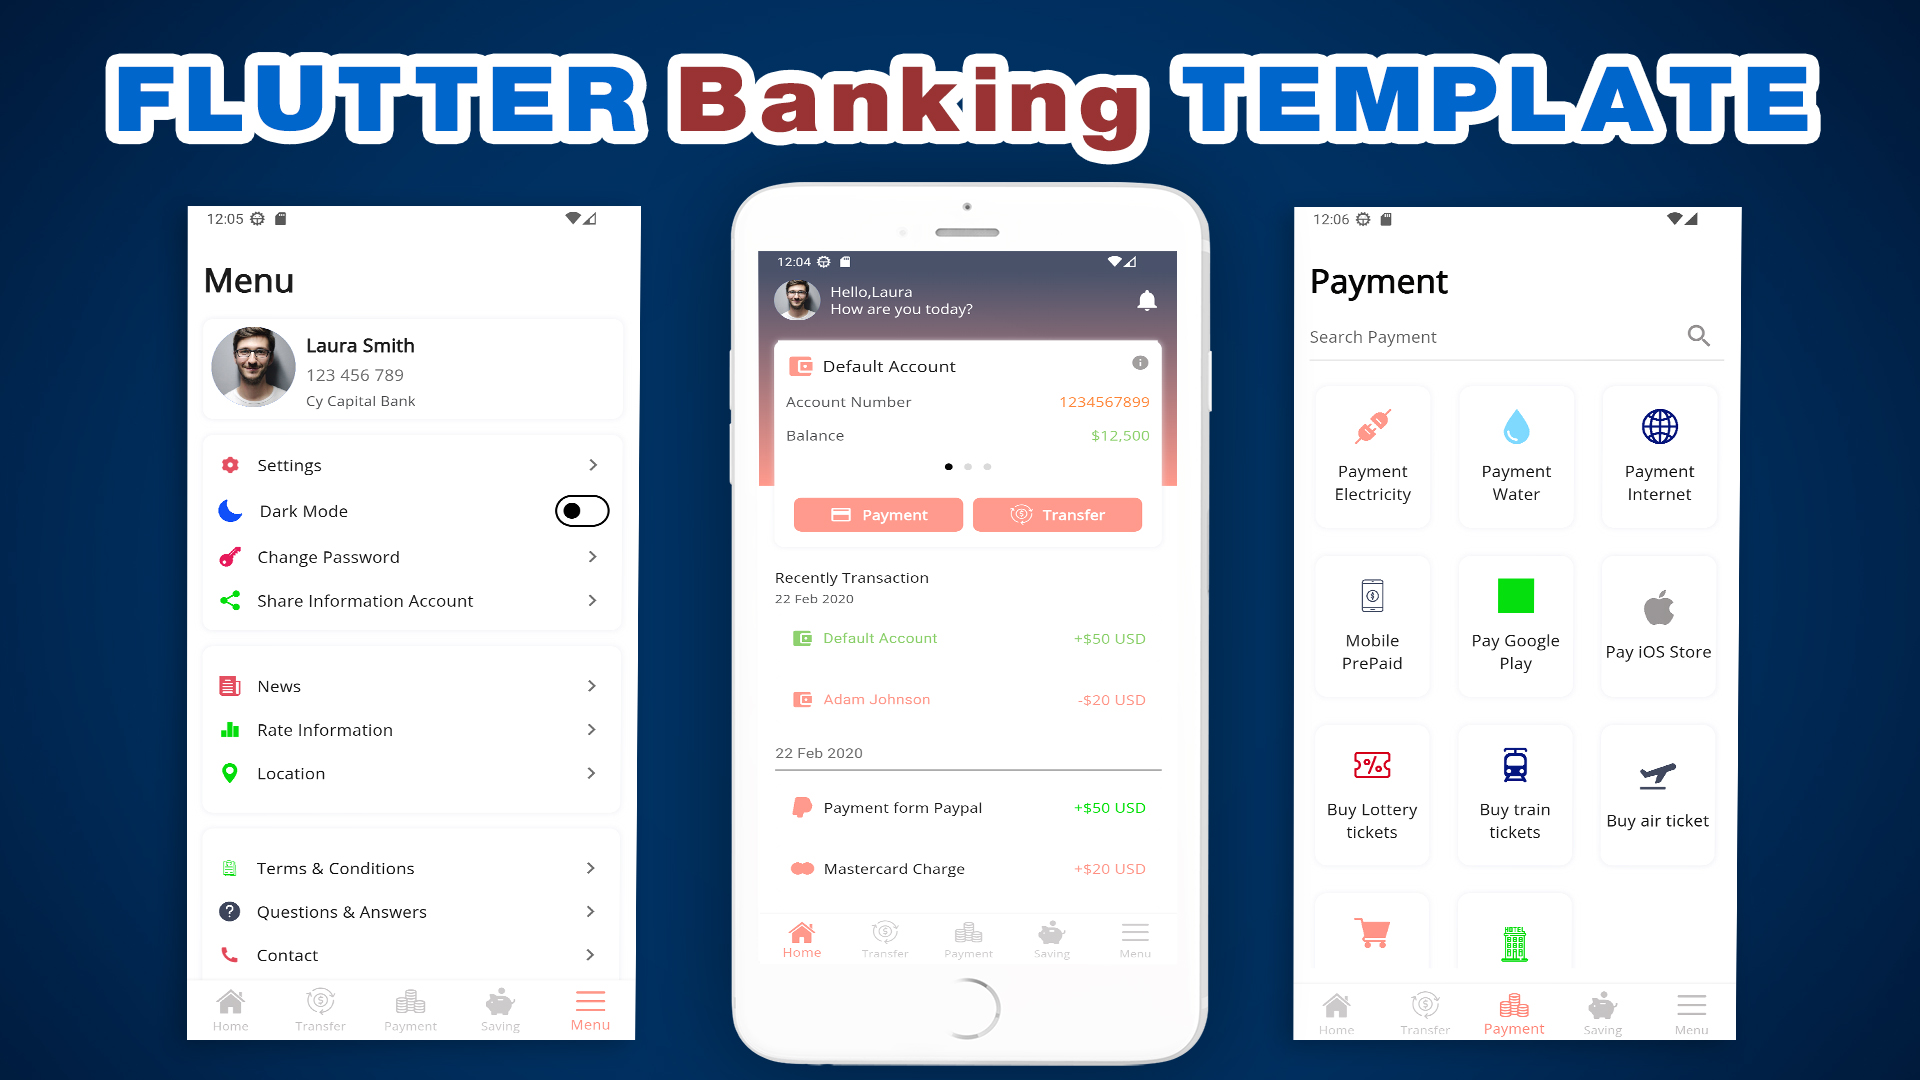 FLUTTER Banking TEMPLATE
12:05
Menu
Laura Smith
123 456 789
Cy Capital Bank
Settings
Dark Mode
Change Password
Share Information Account
News
Rate Information
Location
Terms & Conditions
Questions & Answers
Contact
Home Transfer Payment Saving Menu
12:04
Hello,Laura
How are you today?
Default Account
Account Number 1234567899
Balance $12,500
Payment Transfer
Recently Transaction
22 Feb 2020
Default Account +$50 USD
Adam Johnson -$20 USD
22 Feb 2020
Payment form Paypal +$50 USD
Mastercard Charge +$20 USD
Home Transfer Payment Saving Menu
12:06
Payment
Search Payment
Payment Payment Payment
Electricity Water Internet
Mobile Pay Google Pay iOS Store
PrePaid Play
Buy Lottery Buy train Buy air ticket
tickets tickets
HOTEL
Home Transfer Payment Saving Menu